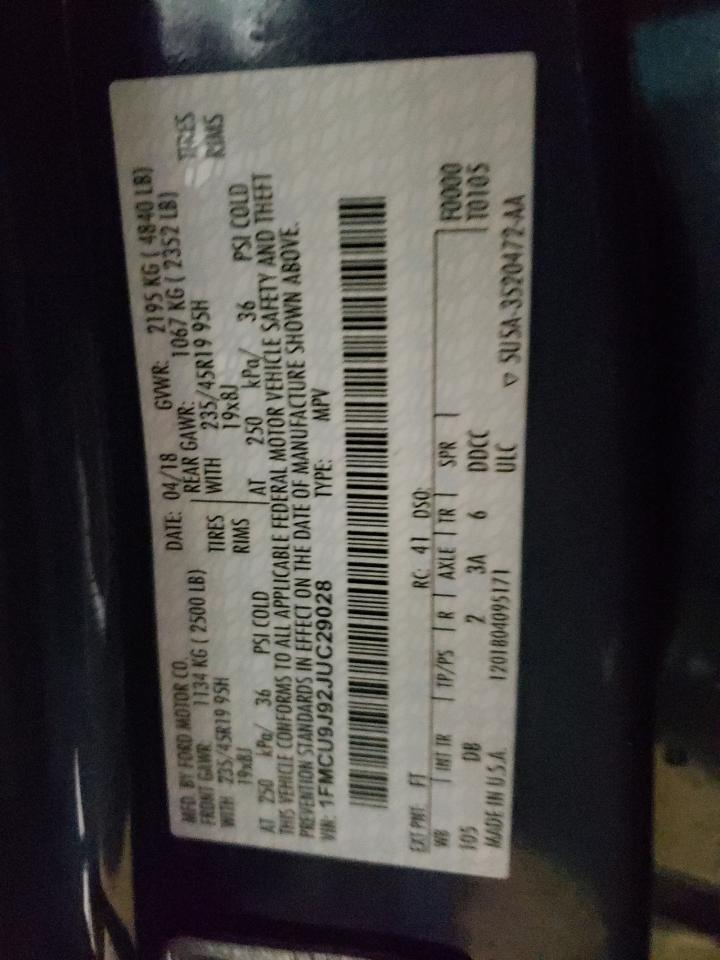 MFD. BY FORD MOTOR CO.
DATE: 04/18 GVWR: 2195 KG ( 4840 LB)
FRONT GAWR: 1134 KG ( 2500 LB)
REAR GAWR: 1067 KG ( 2352 LB)
WITH 235/45R19 95H TIRES
WITH 235/45R19 95H TIRES
19x8J RIMS
19x8J RIMS
AT 250 kPa/ 36 PSI COLD
AT 250 kPa/ 36 PSI COLD
THIS VEHICLE CONFORMS TO ALL APPLICABLE FEDERAL MOTOR VEHICLE SAFETY AND THEFT
PREVENTION STANDARDS IN EFFECT ON THE DATE OF MANUFACTURE SHOWN ABOVE.
VIN: 1FMCU9J92JUC29028 TYPE: MPV
EXT PNT: FT RC: 41 DSO: F0000
WB INT TR TP/PS R AXLE TR SPR T0105
105 DB 2 3A 6 DDCC
MADE IN U.S.A. 1201804095171 ULC
▽ 5U5A-3520472-AA